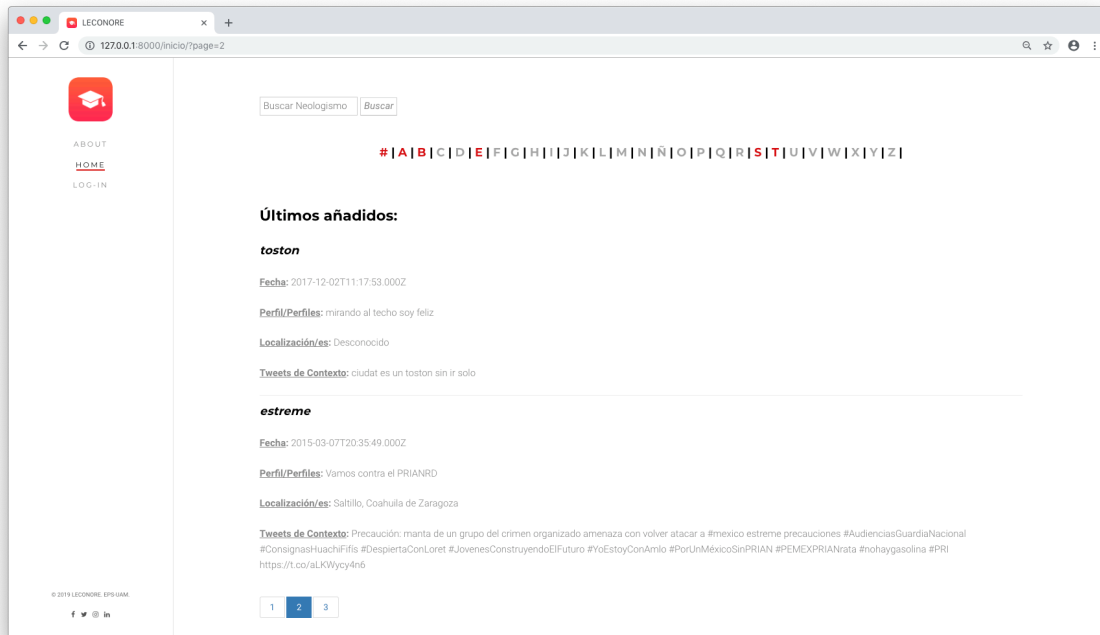 LECONORE
127.0.0.1:8000/inicio/?page=2
ABOUT
HOME
LOG-IN
Buscar Neologismo Buscar
#|A|B|C|D|E|F|G|H|I|J|K|L|M|N|Ñ|O|P|Q|R|S|T|U|V|W|X|Y|Z|
Últimos añadidos:
toston
Fecha: 2017-12-02T11:17:53.000Z
Perfil/Perfiles: mirando al techo soy feliz
Localización/es: Desconocido
Tweets de Contexto: ciudat es un toston sin ir solo
estreme
Fecha: 2015-03-07T20:35:49.000Z
Perfil/Perfiles: Vamos contra el PRIANRD
Localización/es: Saltillo, Coahuila de Zaragoza
Tweets de Contexto: Precaución: manta de un grupo del crimen organizado amenaza con volver atacar a #mexico estreme precauciones #AudienciasGuardiaNacional
#ConsignasHuachiFifis #DespiertaConLoret #JovenesConstruyendoElFuturo #YoEstoyConAmlo #PorUnMéxicoSinPRIAN #PEMEXPRIANrata #nohaygasolina #PRI
https://t.co/aLKWycy4n6
1 2 3
© 2019 LECONORE. EPS-UAM.